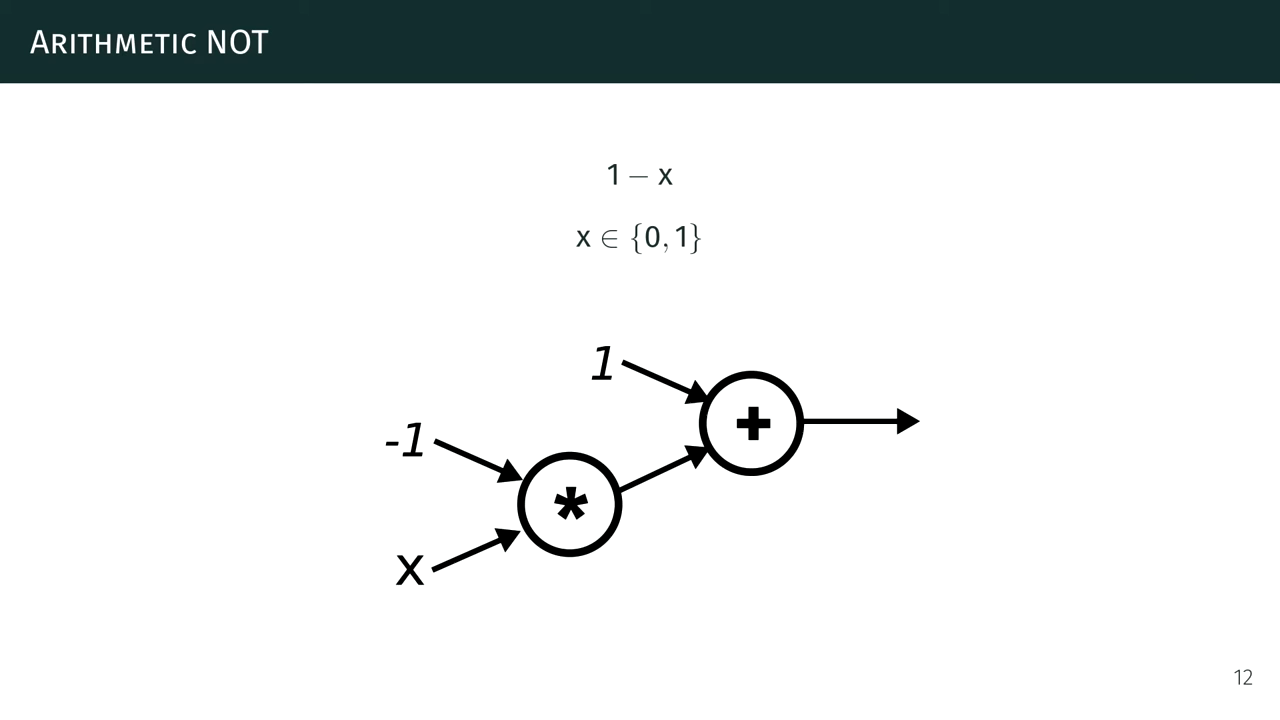 Arithmetic NOT
1 − x
x ∈ {0, 1}
1
-1
+
*
x
12